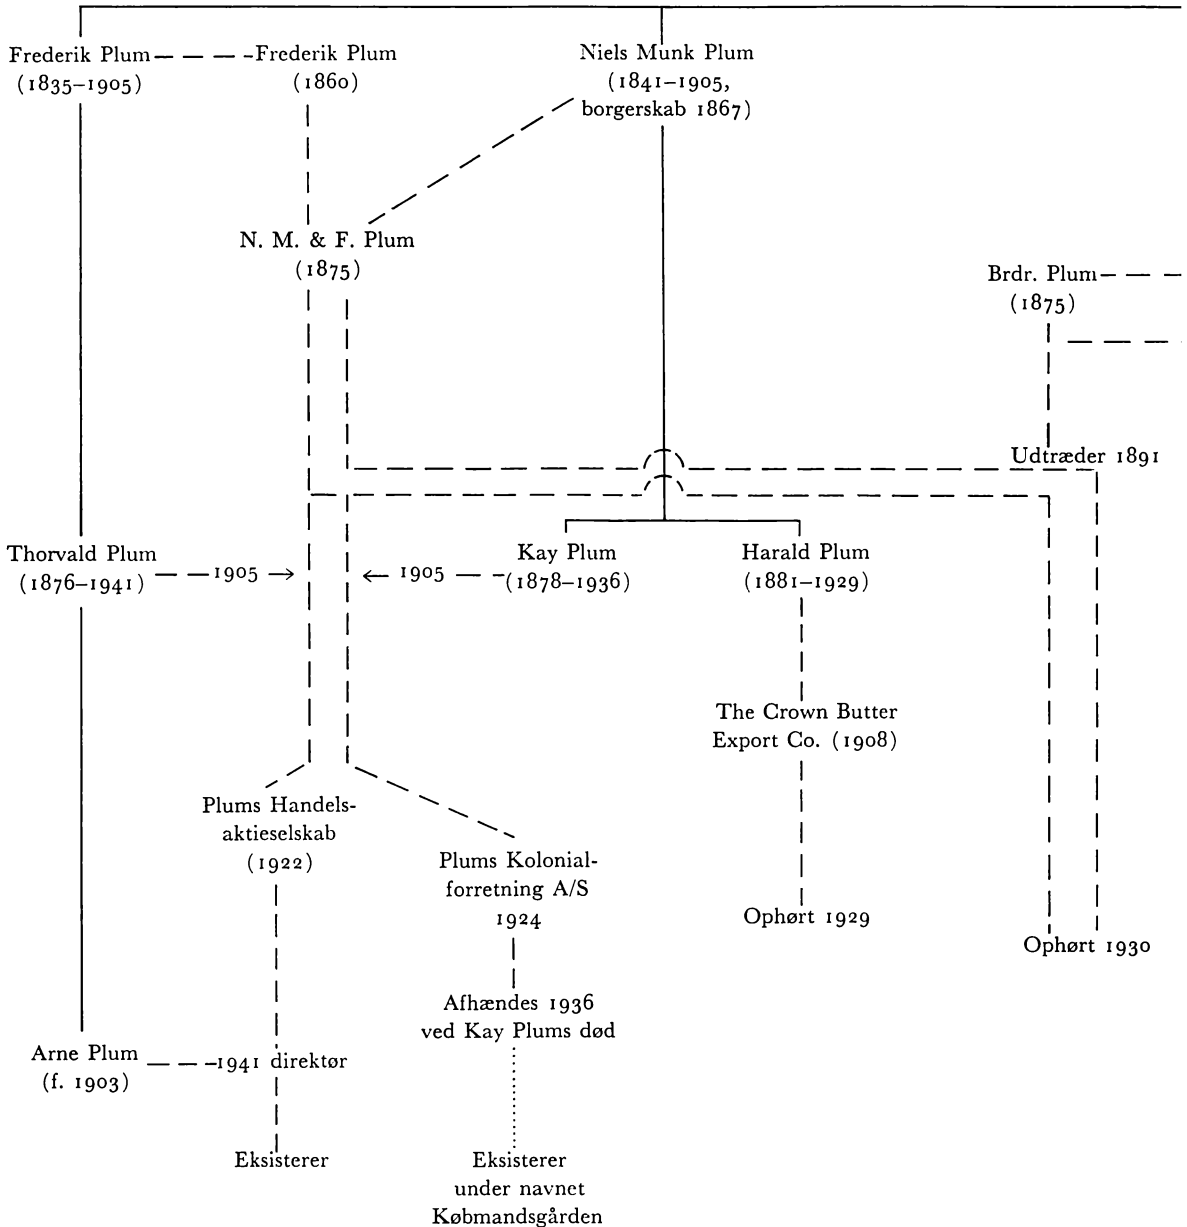 Frederik Plum
(1835–1905)
Frederik Plum
(1860)
Niels Munk Plum
(1841–1905,
borgerskab 1867)
N. M. & F. Plum
(1875)
Brdr. Plum
(1875)
Udtræder 1891
Thorvald Plum
(1876–1941)
1905
1905
Kay Plum
(1878–1936)
Harald Plum
(1881–1929)
The Crown Butter
Export Co. (1908)
Plums Handels-
aktieselskab
(1922)
Plums Kolonial-
forretning A/S
1924
Ophørt 1929
Ophørt 1930
Afhændes 1936
ved Kay Plums død
Arne Plum
(f. 1903)
1941 direktør
Eksisterer
Eksisterer
under navnet
Købmandsgården